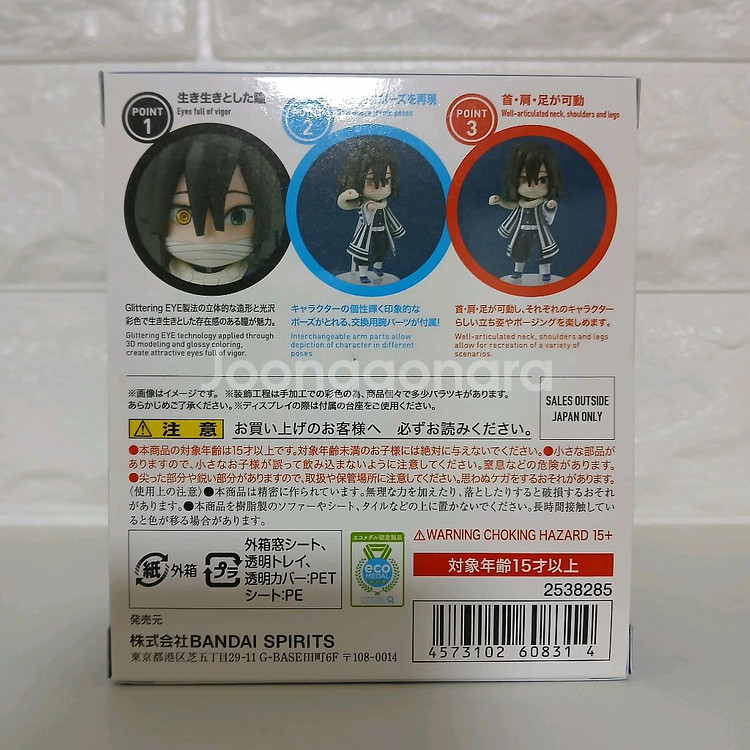 POINT
1
生き生きとした瞳
Eyes full of vigor
POINT
2
ポーズを再現
poses
POINT
3
首・肩・足が可動
Well-articulated neck, shoulders and legs
Glittering EYE製法の立体的な造形と光沢
彩色で生き生きとした存在感のある瞳が魅力。
Glittering EYE technology applied through
3D modeling and glossy coloring,
create attractive eyes full of vigor.
キャラクターの個性輝く印象的な
ポーズがとれる、交換用腕パーツが付属!
Interchangeable arm parts allow
depiction of character in different
poses.
首・肩・足が可動し、それぞれのキャラクター
らしい立ち姿やポージングを楽しめます。
Well-articulated neck, shoulders and legs
allow for recreation of a variety of
scenarios.
Joonggonara
※画像はイメージです。 ※装飾工程は手加工での彩色の為、商品個々で多少バラツキがあります。
あらかじめご了承ください。※ディスプレイの際は付属の台座をご使用ください。
SALES OUTSIDE
JAPAN ONLY
注意 お買い上げのお客様へ 必ずお読みください。
●本商品の対象年齢は15才以上です。対象年齢未満のお子様には絶対に与えないでください。●小さな部品が
ありますので、小さなお子様が誤って飲み込まないように注意してください。窒息などの危険があります。
●尖った部分や鋭い部分がありますので、取扱や保管場所に注意してください。思わぬケガをするおそれがあります。
〈使用上の注意〉●本商品は精密に作られています。無理な力を加えたり、落としたりすると破損するおそれ
があります。●本商品を樹脂製のソファーやシート、タイルなどの上に置かないでください。長時間接触してい
ると色が移る場合があります。
紙 外箱
プラ
外箱窓シート、
透明トレイ、
透明カバー:PET
シート:PE
エコメダル認定製品
eco
MEDAL
⚠WARNING CHOKING HAZARD 15+
対象年齢15才以上
2538285
発売元
株式会社BANDAI SPIRITS
東京都港区芝五丁目29-11 G-BASE田町6F 〒108-0014
4573102 60831 4